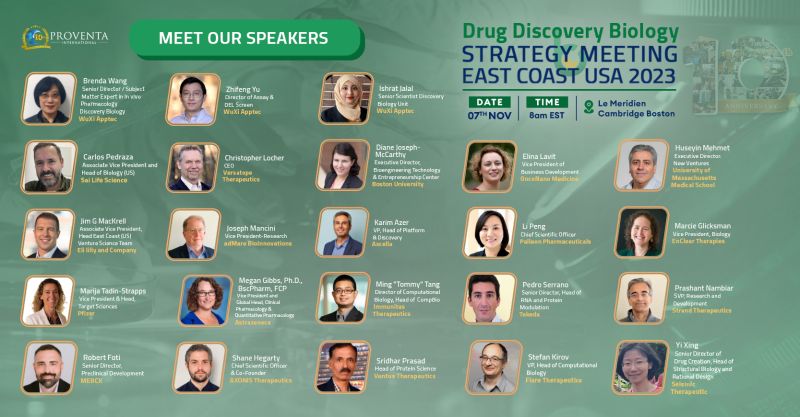 PROVENTA
INTERNATIONAL
10
MEET OUR SPEAKERS
Drug Discovery Biology
STRATEGY MEETING
EAST COAST USA 2023
DATE
07TH NOV
TIME
8am EST
Le Meridien
Cambridge Boston
10
ANNIVERSARY
Brenda Wang
Senior Director / Subject
Matter Expert in In vivo
Pharmacology
Discovery Biology
WuXi Apptec
Zhifeng Yu
Director of Assay &
DEL Screen
WuXi Apptec
Ishrat Jalal
Senior Scientist Discovery
Biology Unit
WuXi Apptec
Carlos Pedraza
Associate Vice President and
Head of Biology (US)
Sai Life Science
Christopher Locher
CEO
Versatope
Therapeutics
Diane Joseph-
McCarthy
Executive Director,
Bioengineering Technology
& Entrepreneurship Center
Boston University
Elina Lavit
Vice President of
Business Development
OncoNano Medicine
Huseyin Mehmet
Executive Director,
New Ventures
University of
Massachusetts
Medical School
Jim G MacKrell
Associate Vice President,
Head East Coast (US)
Venture Science Team
Eli lilly and Company
Joseph Mancini
Vice President-Research
adMare BioInnovations
Karim Azer
VP, Head of Platform
& Discovery
Axcella
Li Peng
Chief Scientific Officer
Palleon Pharmaceuticals
Marcie Glicksman
Vice President, Biology
EnClear Therapies
Marija Tadin-Strapps
Vice President & Head,
Target Sciences
Pfizer
Megan Gibbs, Ph.D.,
BscPharm, FCP
Vice President and
Global Head, Clinical
Pharmacology &
Quantitative Pharmacology
Astrazeneca
Ming "Tommy" Tang
Director of Computational
Biology, Head of CompBio
Immunitas
Therapeutics
Pedro Serrano
Senior Director, Head of
RNA and Protein
Modulation
Takeda
Prashant Nambiar
SVP, Research and
Development
Strand Therapeutics
Robert Foti
Senior Director,
Preclinical Development
MERCK
Shane Hegarty
Chief Scientific Officer
& Co-Founder
AXONIS Therapeutics
Sridhar Prasad
Head of Protein Science
Ventus Therapeutics
Stefan Kirov
VP, Head of Computational
Biology
Flare Therapeutics
Yi Xing
Senior Director of
Drug Creation, Head of
Structural Biology and
Rational Design
Seismic
Therapeutic